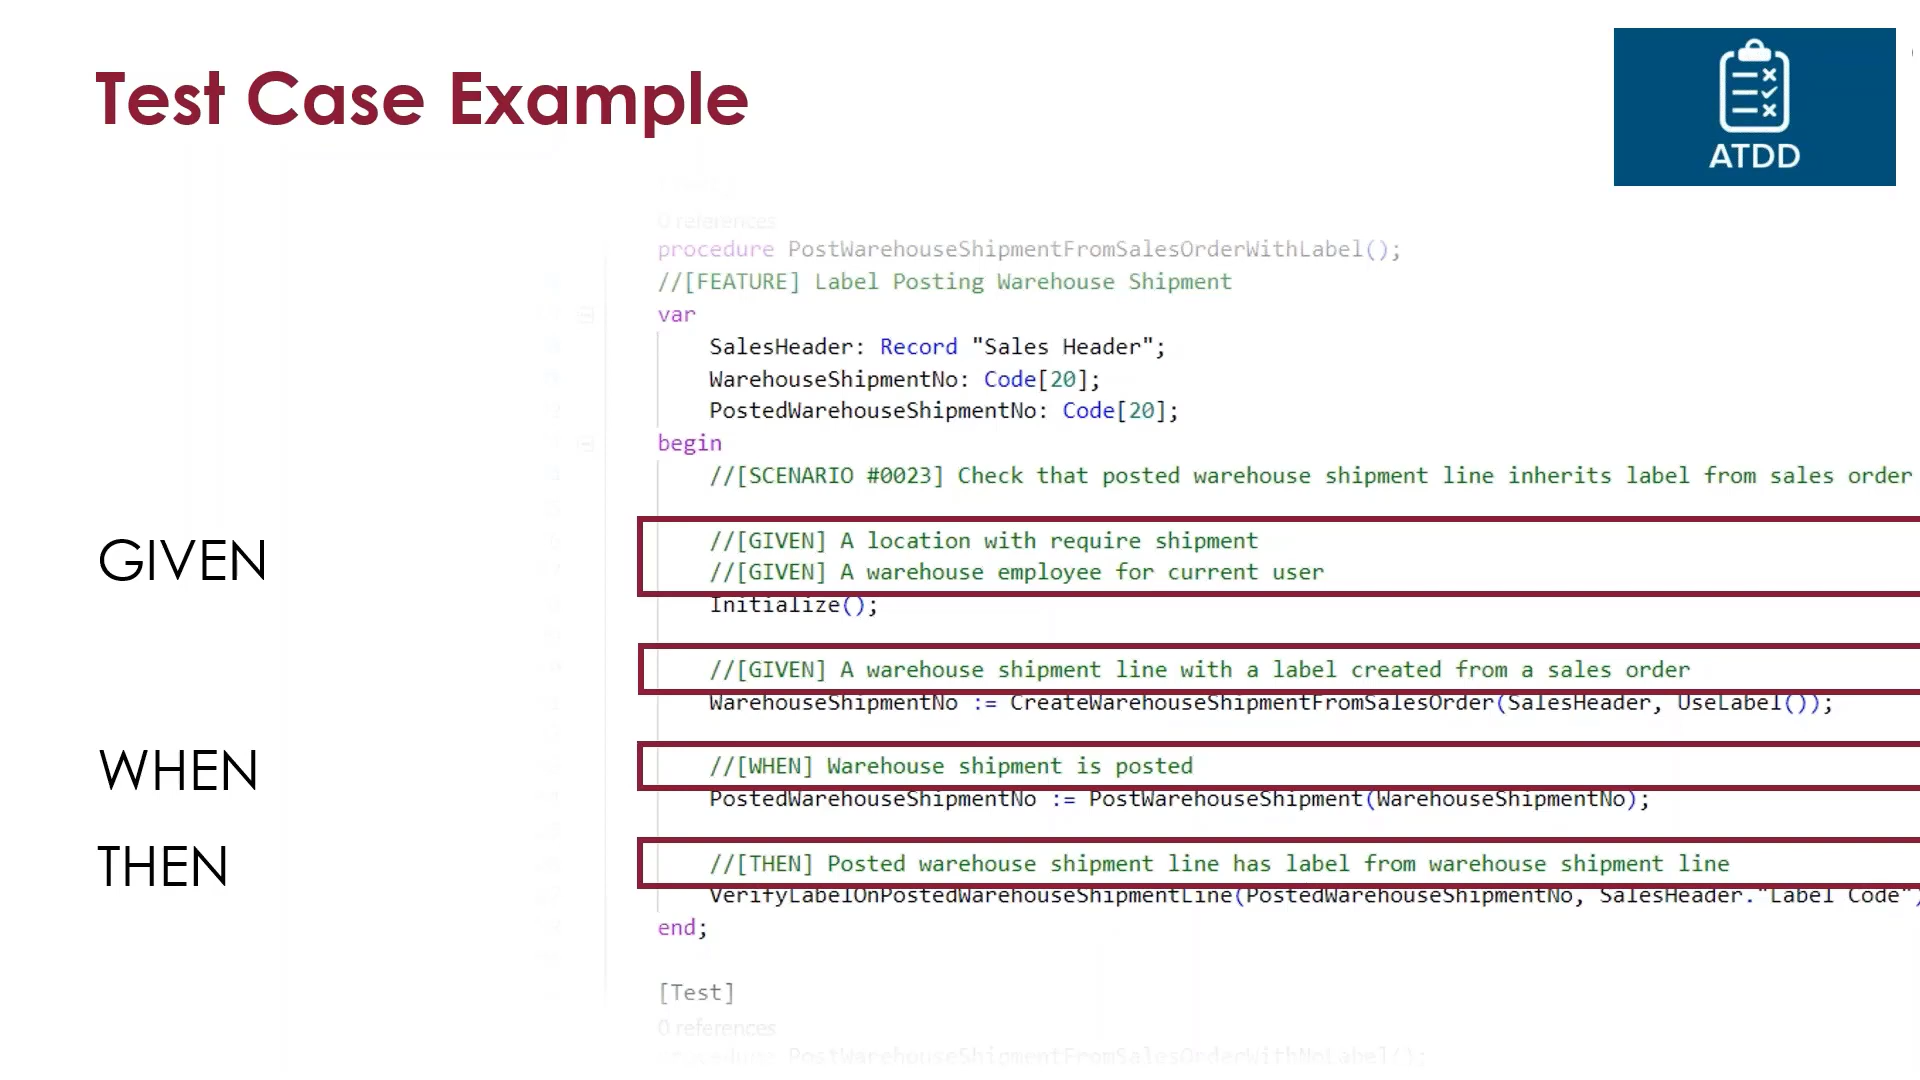 Test Case Example
ATDD
0 references
procedure PostWarehouseShipmentFromSalesOrderWithLabel();
//[FEATURE] Label Posting Warehouse Shipment
var
SalesHeader: Record "Sales Header";
WarehouseShipmentNo: Code[20];
PostedWarehouseShipmentNo: Code[20];
begin
//[SCENARIO #0023] Check that posted warehouse shipment line inherits label from sales order
GIVEN
//[GIVEN] A location with require shipment
//[GIVEN] A warehouse employee for current user
Initialize();
//[GIVEN] A warehouse shipment line with a label created from a sales order
WarehouseShipmentNo := CreateWarehouseShipmentFromSalesOrder(SalesHeader, UseLabel());
WHEN
//[WHEN] Warehouse shipment is posted
PostedWarehouseShipmentNo := PostWarehouseShipment(WarehouseShipmentNo);
THEN
//[THEN] Posted warehouse shipment line has label from warehouse shipment line
VerifyLabelOnPostedWarehouseShipmentLine(PostedWarehouseShipmentNo, SalesHeader."Label Code")
end;
[Test]
0 references
procedure PostWarehouseShipmentFromSalesOrderWithNoLabel();